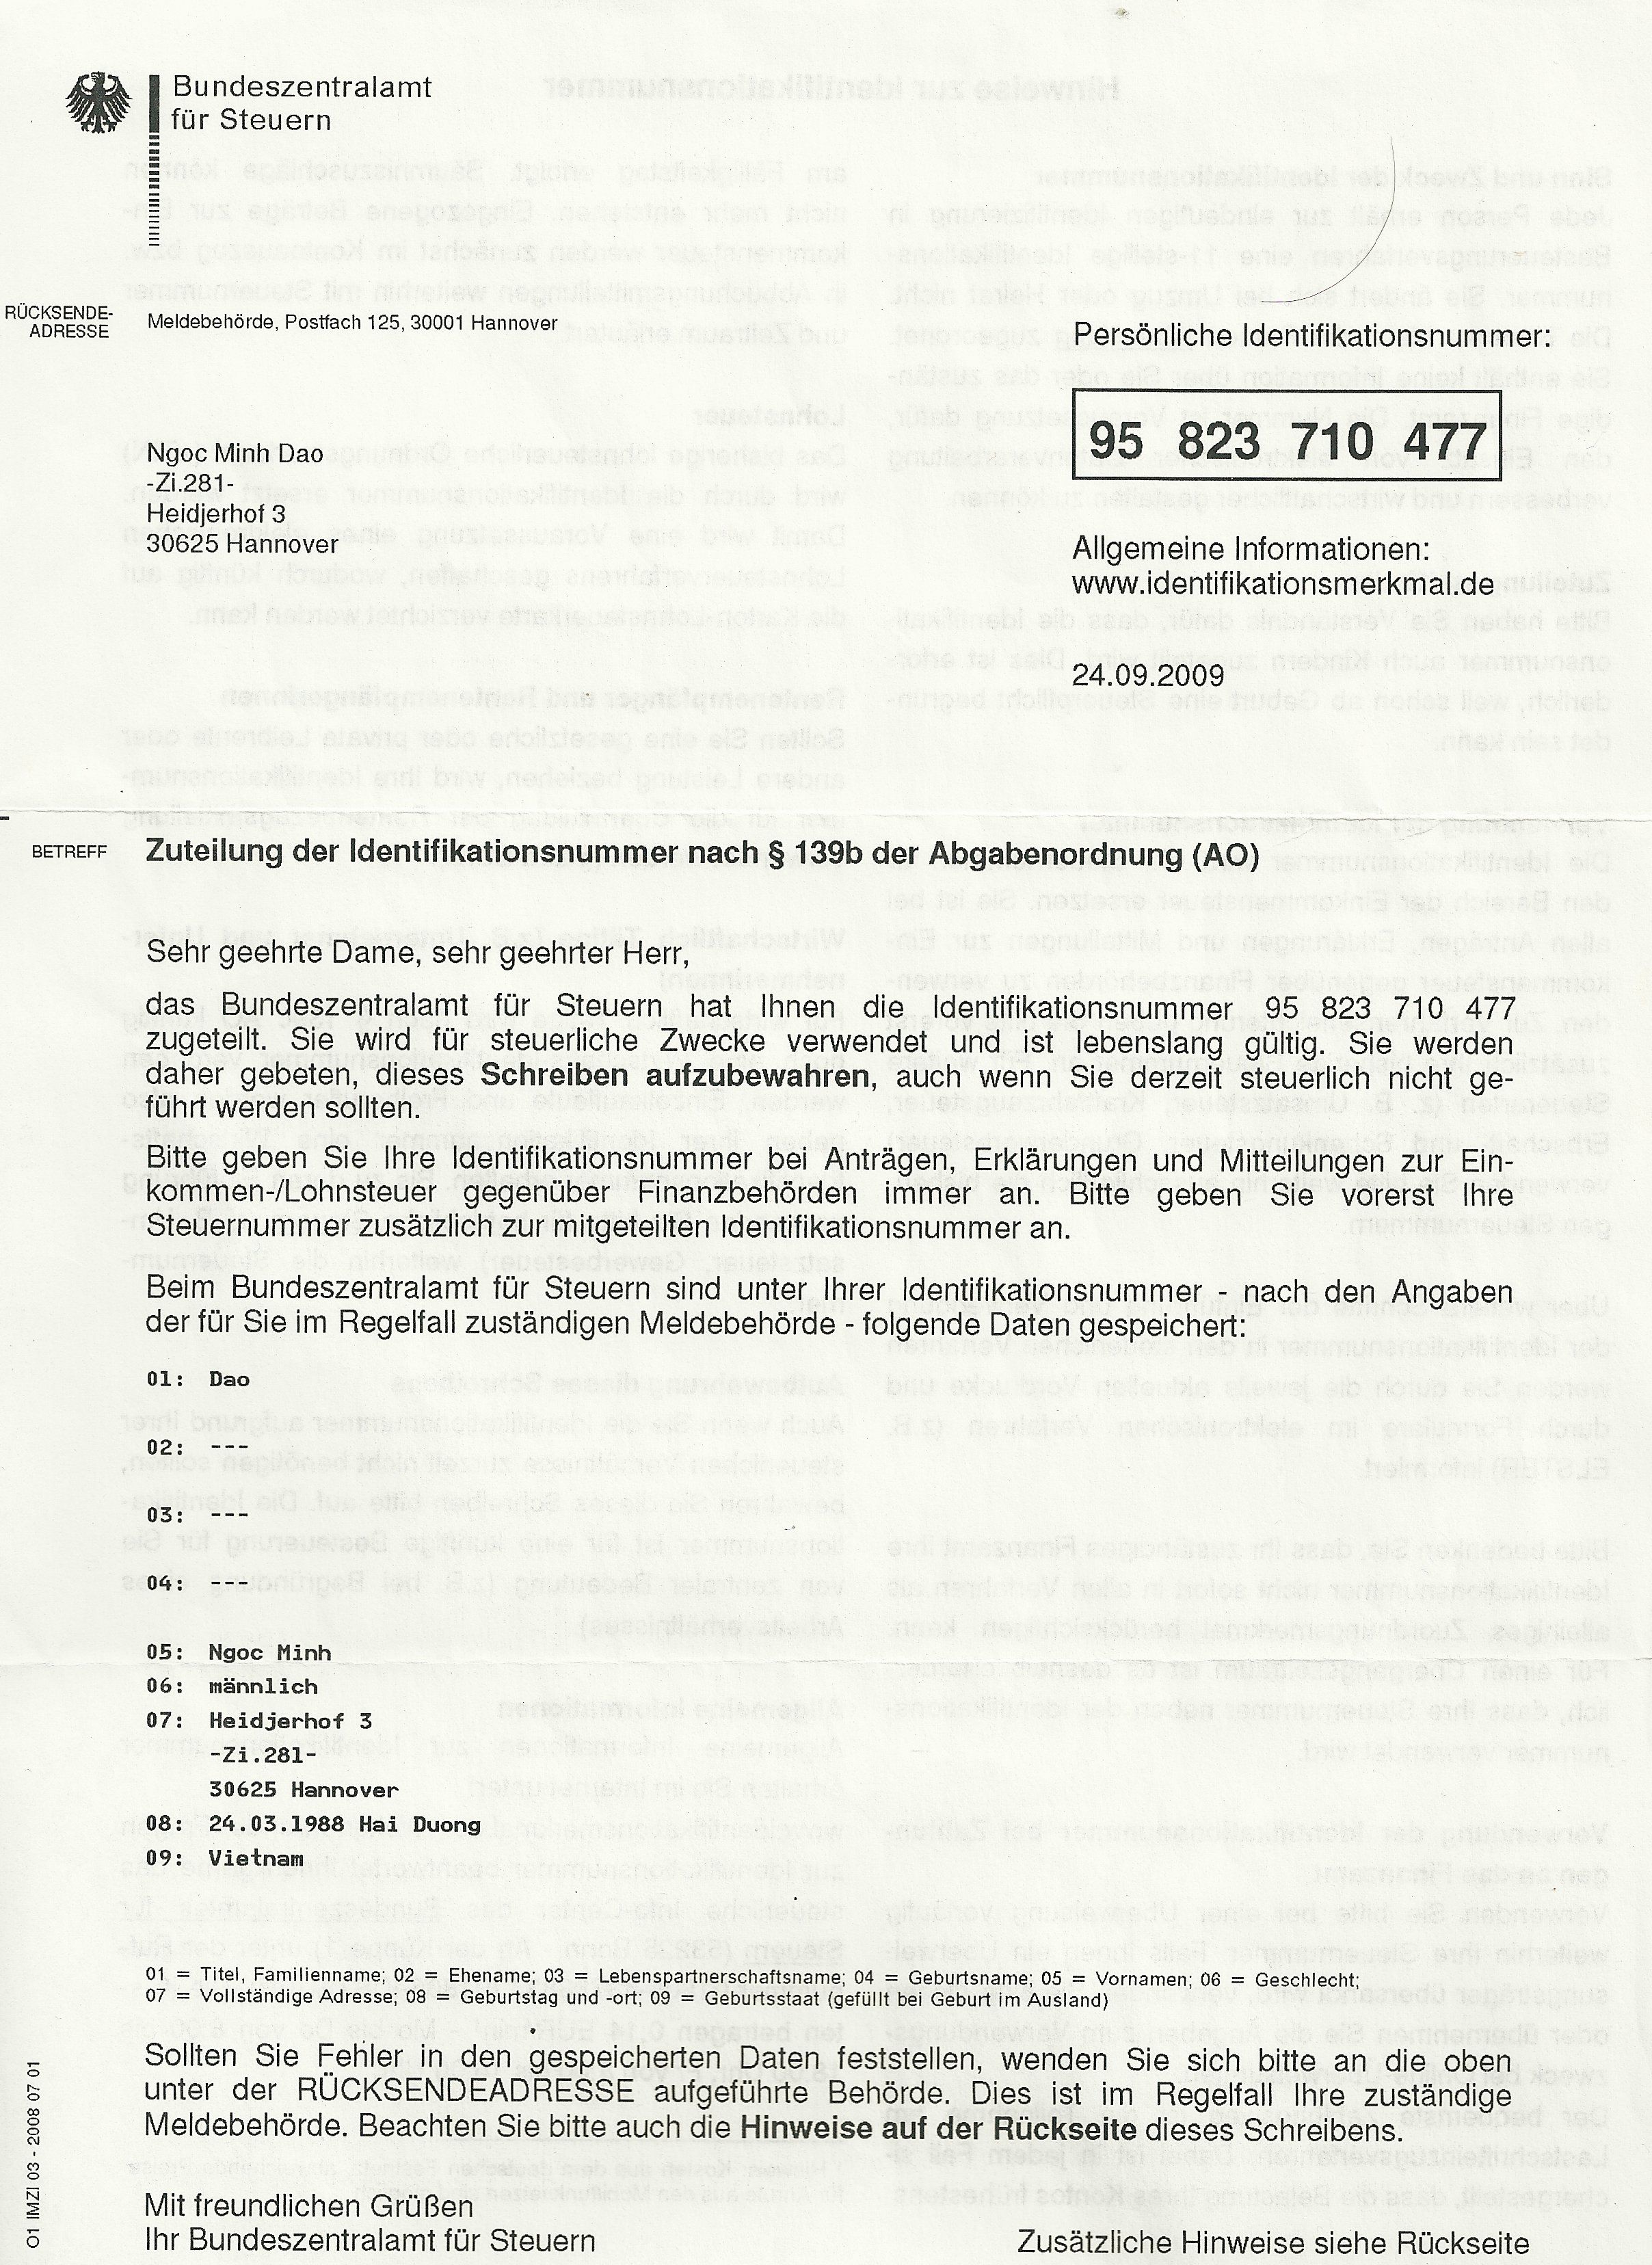 Bundeszentralamt
für Steuern
RÜCKSENDE-
ADRESSE
Meldebehörde, Postfach 125, 30001 Hannover
Persönliche Identifikationsnummer:
95 823 710 477
Ngoc Minh Dao
-Zi.281-
Heidjerhof 3
30625 Hannover
Allgemeine Informationen:
www.identifikationsmerkmal.de
24.09.2009
BETREFF
Zuteilung der Identifikationsnummer nach § 139b der Abgabenordnung (AO)
Sehr geehrte Dame, sehr geehrter Herr,
das Bundeszentralamt für Steuern hat Ihnen die Identifikationsnummer 95 823 710 477
zugeteilt. Sie wird für steuerliche Zwecke verwendet und ist lebenslang gültig. Sie werden
daher gebeten, dieses Schreiben aufzubewahren, auch wenn Sie derzeit steuerlich nicht ge-
führt werden sollten.
Bitte geben Sie Ihre Identifikationsnummer bei Anträgen, Erklärungen und Mitteilungen zur Ein-
kommen-/Lohnsteuer gegenüber Finanzbehörden immer an. Bitte geben Sie vorerst Ihre
Steuernummer zusätzlich zur mitgeteilten Identifikationsnummer an.
Beim Bundeszentralamt für Steuern sind unter Ihrer Identifikationsnummer - nach den Angaben
der für Sie im Regelfall zuständigen Meldebehörde - folgende Daten gespeichert:
01: Dao
02: ---
03: ---
04: ---
05: Ngoc Minh
06: männlich
07: Heidjerhof 3
-Zi.281-
30625 Hannover
08: 24.03.1988 Hai Duong
09: Vietnam
01 = Titel, Familienname; 02 = Ehename; 03 = Lebenspartnerschaftsname; 04 = Geburtsname; 05 = Vornamen; 06 = Geschlecht;
07 = Vollständige Adresse; 08 = Geburtstag und -ort; 09 = Geburtsstaat (gefüllt bei Geburt im Ausland)
Sollten Sie Fehler in den gespeicherten Daten feststellen, wenden Sie sich bitte an die oben
unter der RÜCKSENDEADRESSE aufgeführte Behörde. Dies ist im Regelfall Ihre zuständige
Meldebehörde. Beachten Sie bitte auch die Hinweise auf der Rückseite dieses Schreibens.
Mit freundlichen Grüßen
Ihr Bundeszentralamt für Steuern
Zusätzliche Hinweise siehe Rückseite
O1 IMZI 03 - 2008 07 01